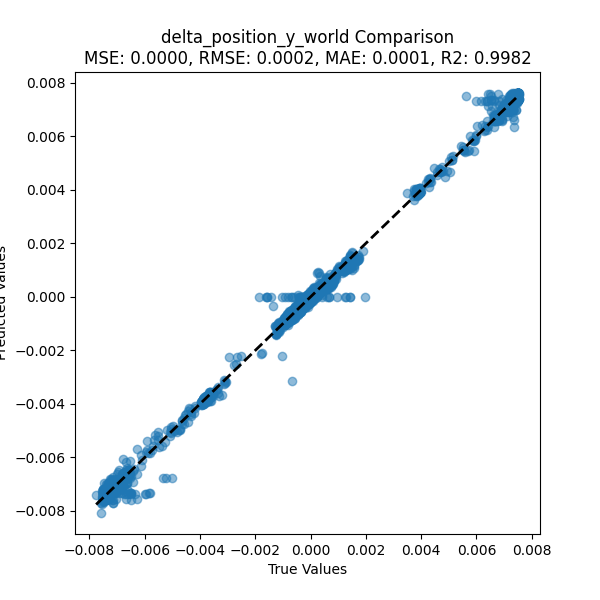 delta_position_y_world Comparison
MSE: 0.0000, RMSE: 0.0002, MAE: 0.0001, R2: 0.9982
0.008
0.006
0.004
0.002
0.000
−0.002
−0.004
−0.006
−0.008
Predicted Values
−0.008 −0.006 −0.004 −0.002 0.000 0.002 0.004 0.006 0.008
True Values